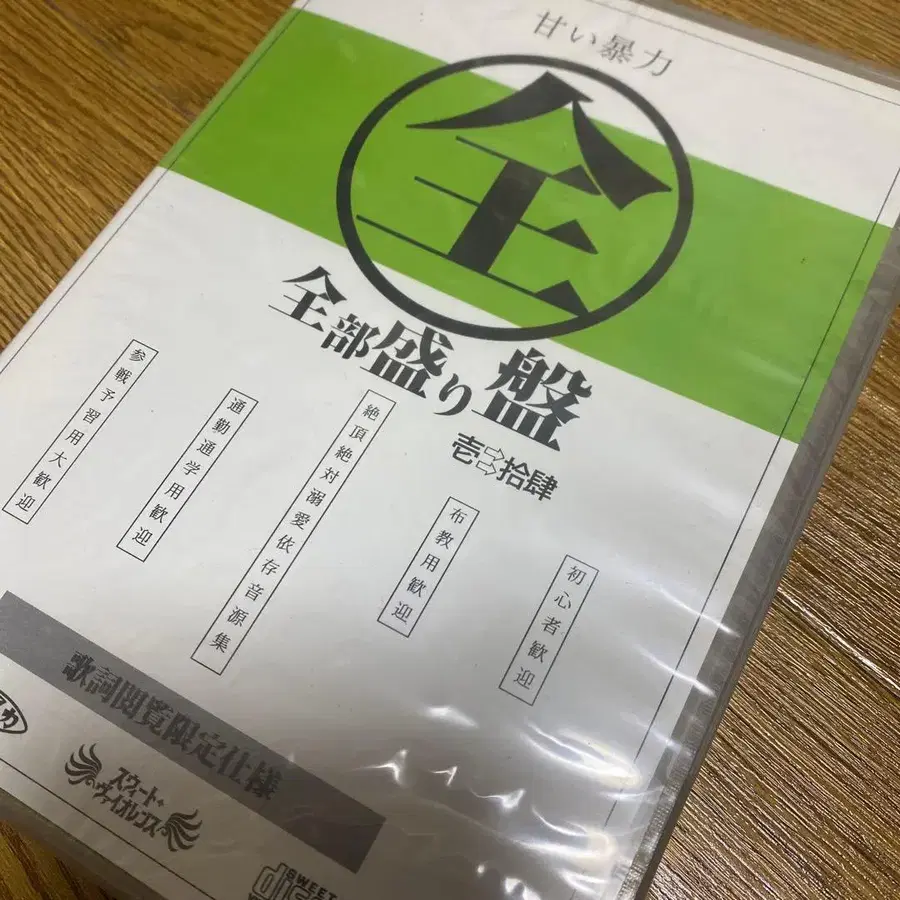 甘い暴力
全
全部盛り盤
壱⇨拾肆
初心者歓迎
布教用歓迎
絶頂絶対溺愛依存音源集
通勤通学用歓迎
参戦予習用大歓迎
歌詞閲覧限定仕様
スウィート・
ヴァイオレンス
SWEET